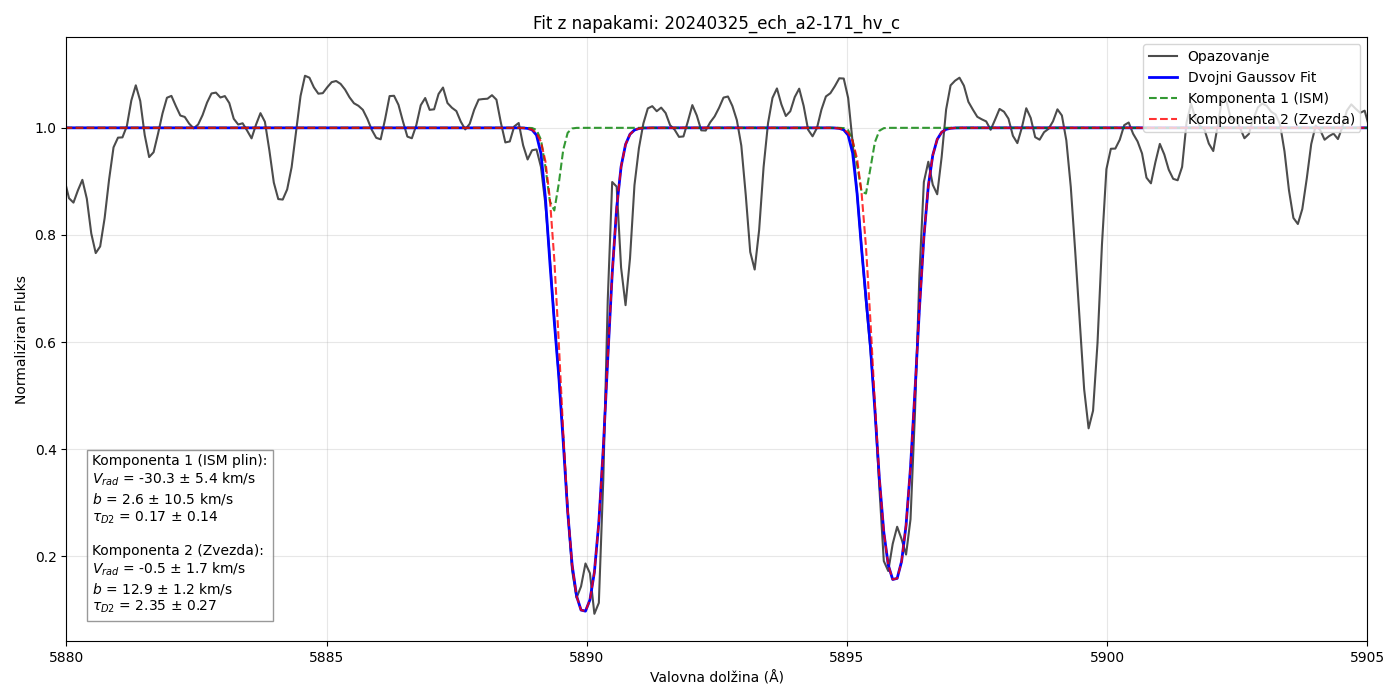 Fit z napakami: 20240325_ech_a2-171_hv_c
Normaliziran Fluks
1.0
0.8
0.6
0.4
0.2
Opazovanje
Dvojni Gaussov Fit
Komponenta 1 (ISM)
Komponenta 2 (Zvezda)
Komponenta 1 (ISM plin):
V_rad = -30.3 ± 5.4 km/s
b = 2.6 ± 10.5 km/s
τ_D2 = 0.17 ± 0.14
Komponenta 2 (Zvezda):
V_rad = -0.5 ± 1.7 km/s
b = 12.9 ± 1.2 km/s
τ_D2 = 2.35 ± 0.27
5880 5885 5890 5895 5900 5905
Valovna dolžina (Å)